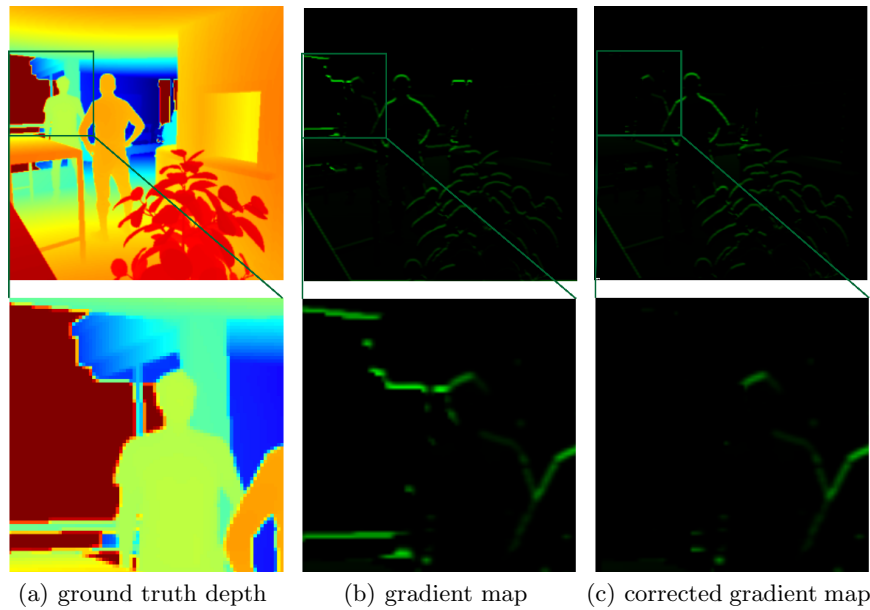 (a) ground truth depth
(b) gradient map
(c) corrected gradient map